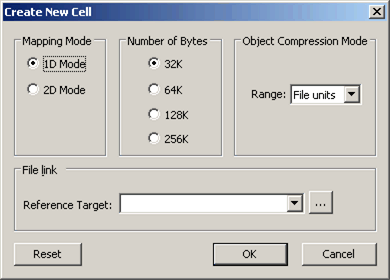 Create New Cell
Mapping Mode
Number of Bytes
Object Compression Mode
1D Mode
2D Mode
32K
64K
128K
256K
Range: File units
File link
Reference Target:
...
Reset
OK
Cancel